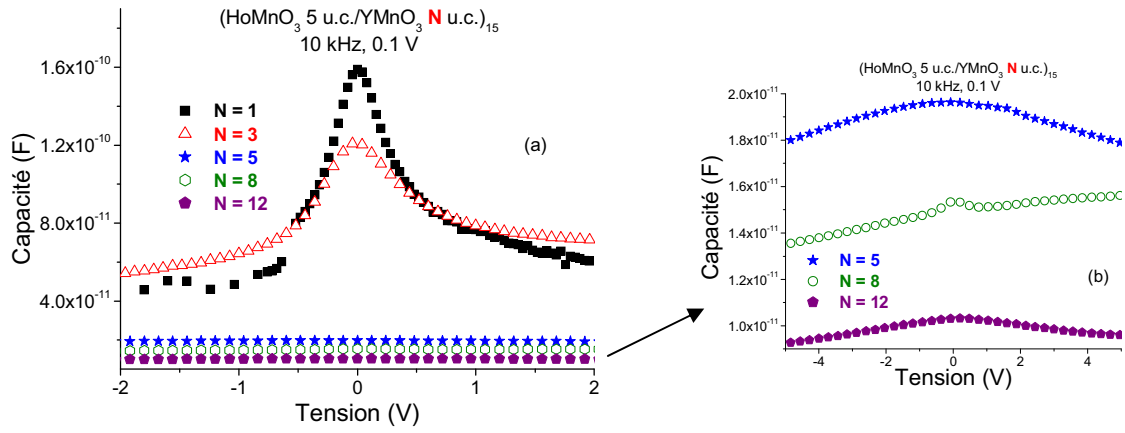 (HoMnO3 5 u.c./YMnO3 N u.c.)15
10 kHz, 0.1 V
1.6x10-10
1.2x10-10
8.0x10-11
4.0x10-11
Capacité (F)
N = 1
N = 3
N = 5
N = 8
N = 12
(a)
-2
-1
0
1
2
Tension (V)
(HoMnO3 5 u.c./YMnO3 N u.c.)15
10 kHz, 0.1 V
2.0x10-11
1.8x10-11
1.6x10-11
1.4x10-11
1.2x10-11
1.0x10-11
Capacité (F)
N = 5
N = 8
N = 12
(b)
-4
-2
0
2
4
Tension (V)